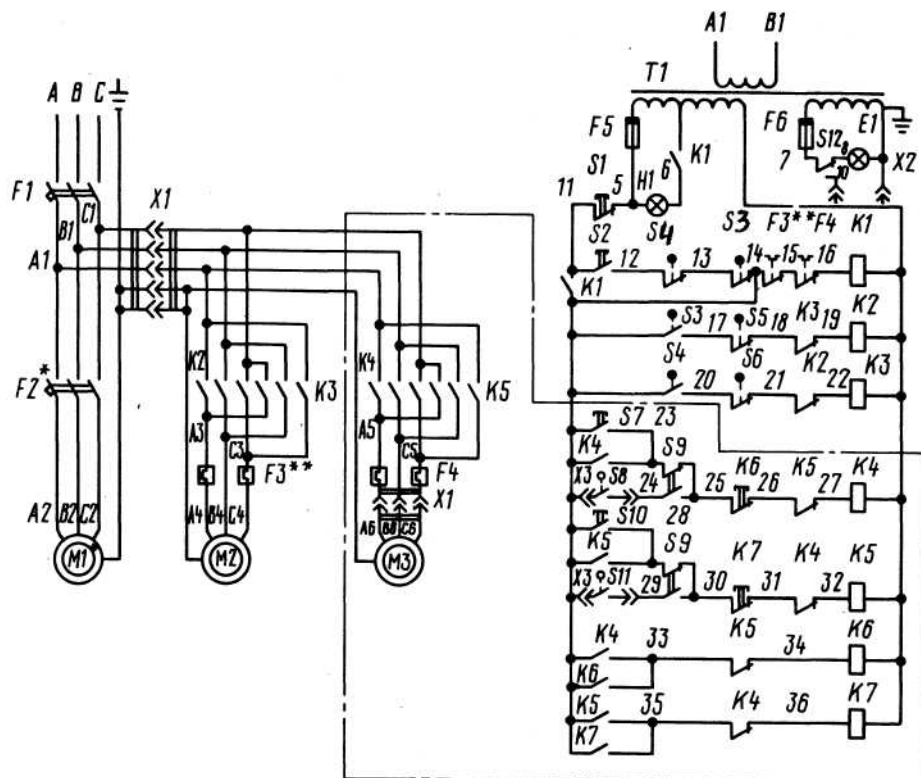 A1 B1
T1
A B C
F5
F6
S12
8
E1
7
10
X2
K1
6
S1
5
H1
11
F1
X1
C1
B1
A1
S2
S4
S3
F3** F4
K1
12
13
14
15
16
K1
K2
S3
17
S5
18
K3
19
K3
S4
20
S6
21
K2
22
F2*
K2
K3
K4
K5
A3
C3
A5
C5
F3**
F4
X1
S7
23
K4
S9
K6
K5
K4
X3
S8
24
25
26
27
S10
28
K5
S9
K7
K4
K5
X3
S11
29
30
31
32
A2
B2
C2
A4
B4
C4
A6
B6
C6
M1
M2
M3
K4
33
K5
34
K6
K6
K5
35
K4
36
K7
K7